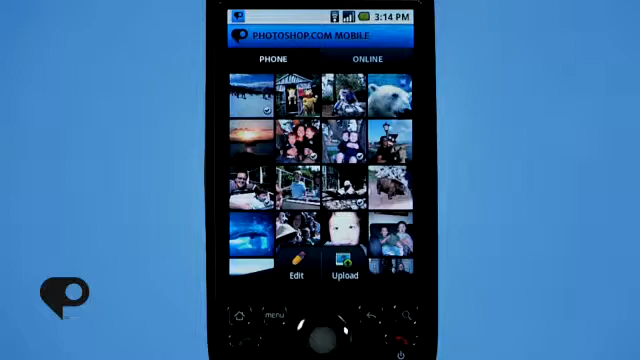 3:14 PM
PHOTOSHOP.COM MOBILE
PHONE ONLINE
Edit Upload
menu